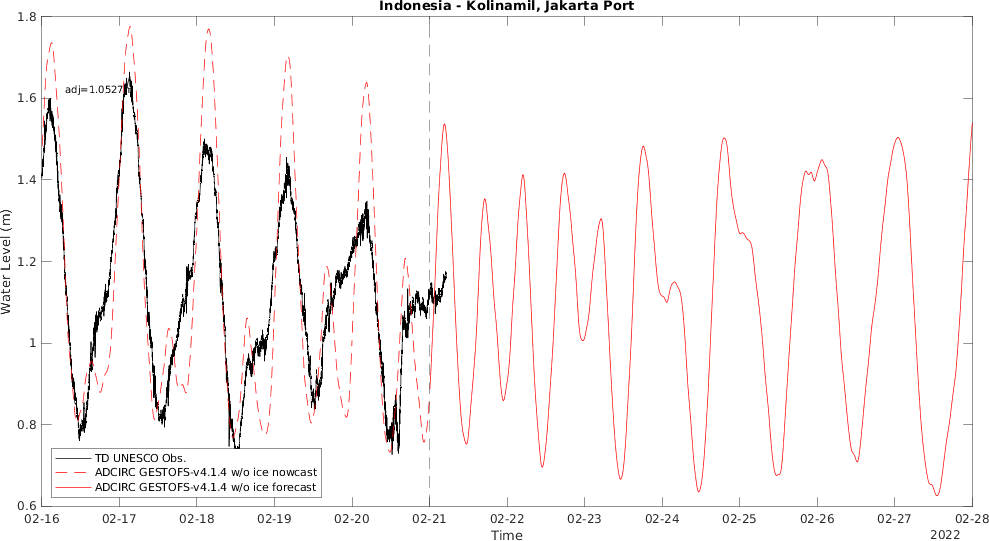 Indonesia - Kolinamil, Jakarta Port
1.8
1.6
1.4
1.2
1
0.8
0.6
Water Level (m)
adj=1.0527
TD UNESCO Obs.
ADCIRC GESTOFS-v4.1.4 w/o ice nowcast
ADCIRC GESTOFS-v4.1.4 w/o ice forecast
02-16 02-17 02-18 02-19 02-20 02-21 02-22 02-23 02-24 02-25 02-26 02-27 02-28
Time
2022